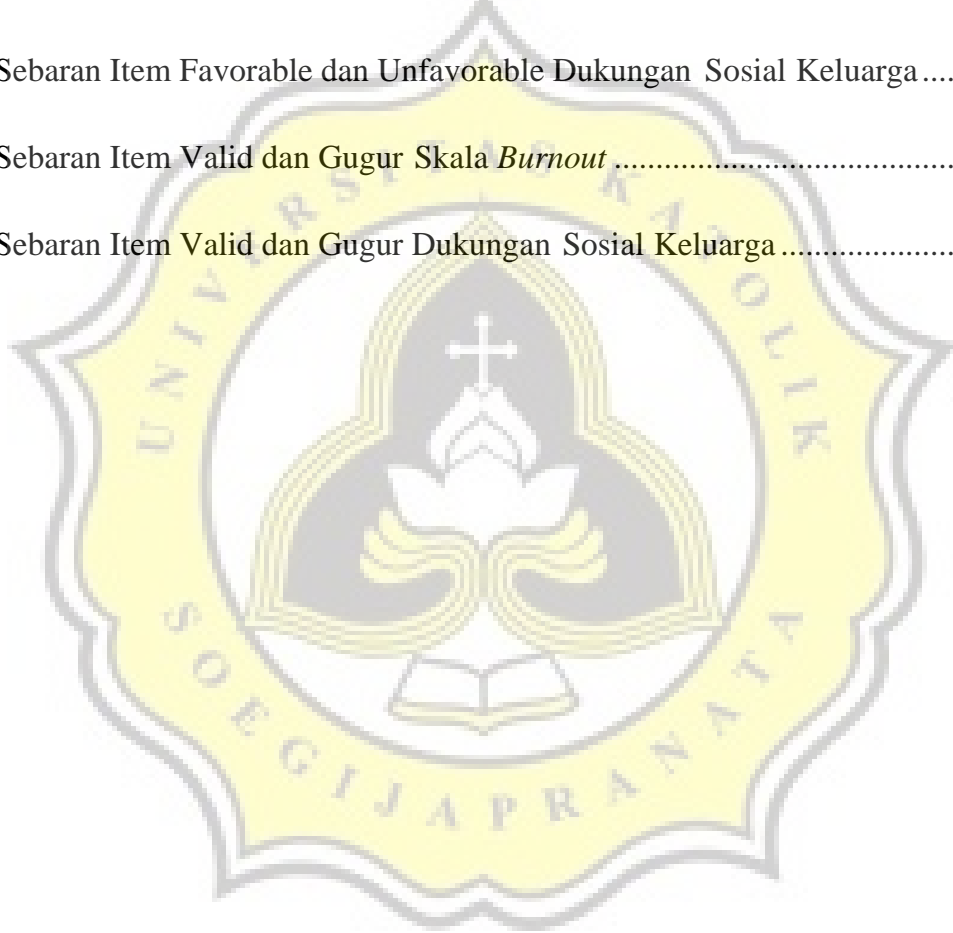 Sebaran Item Favorable dan Unfavorable Dukungan Sosial Keluarga....
Sebaran Item Valid dan Gugur Skala Burnout .........................................
Sebaran Item Valid dan Gugur Dukungan Sosial Keluarga .....................
UNIVERSITAS KATOLIK
SOEGIJAPRANATA